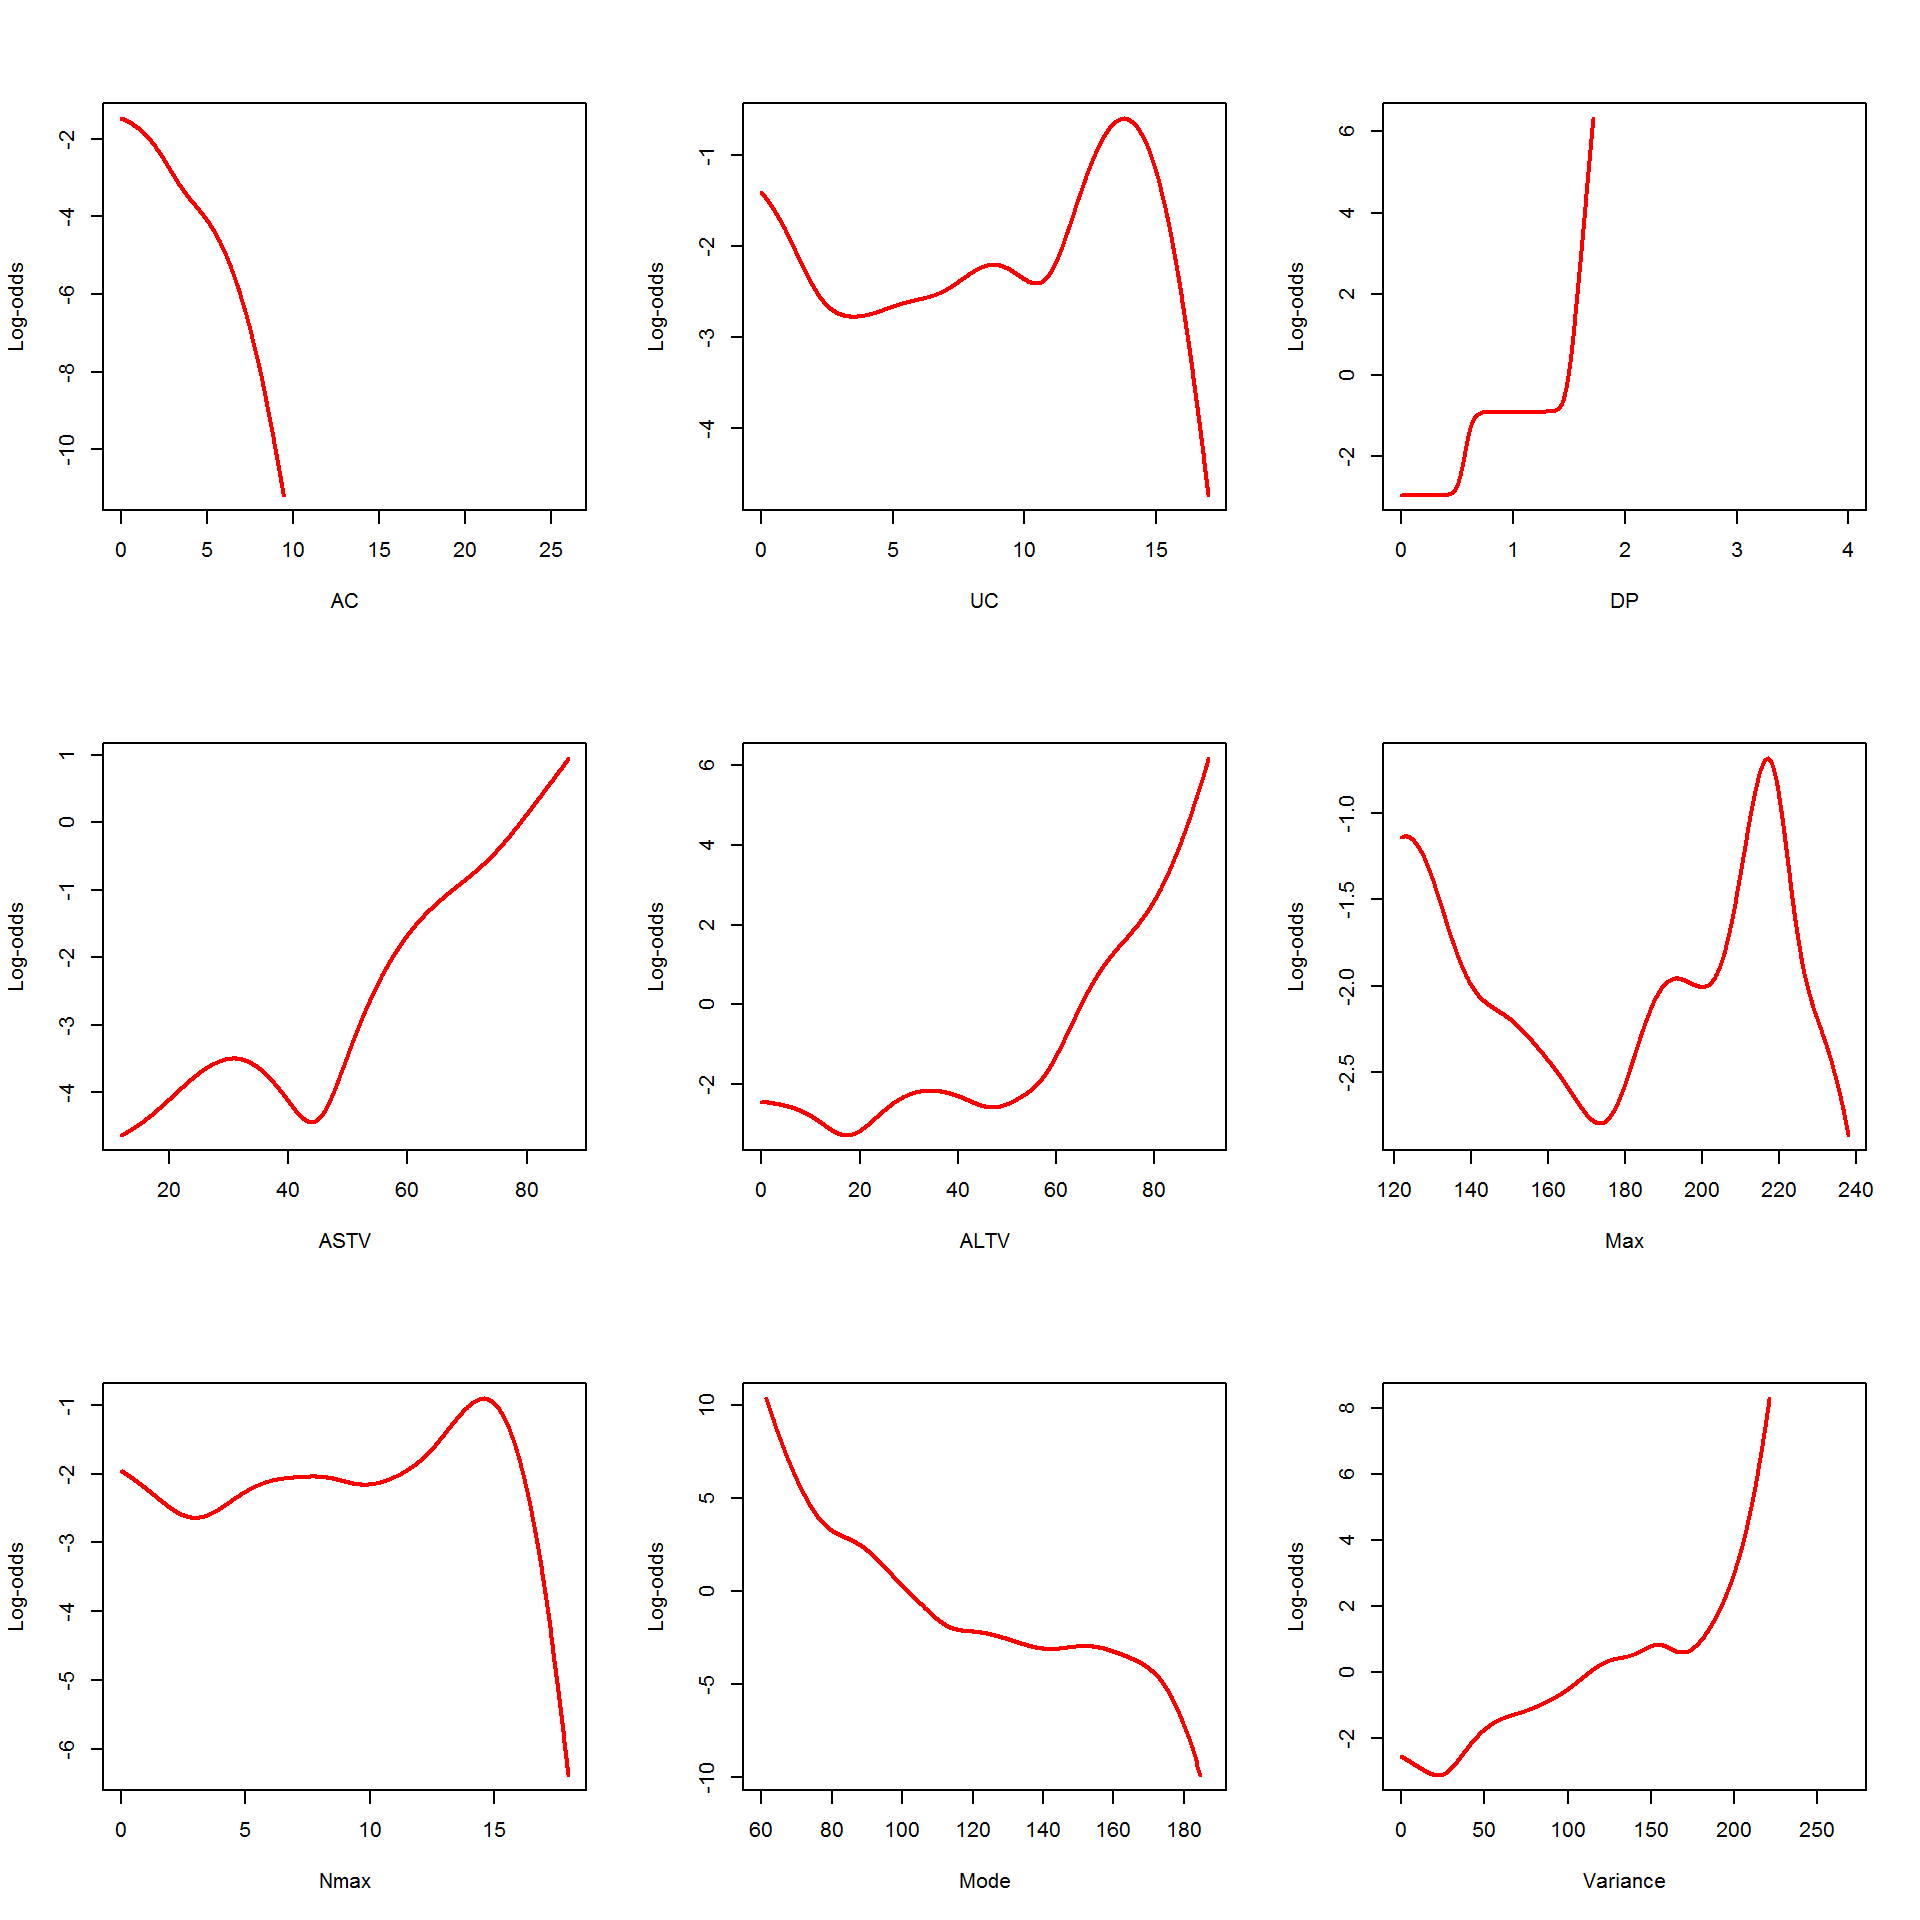 -2
-4
-6
-8
-10
Log-odds
0 5 10 15 20 25
AC
-1
-2
-3
-4
Log-odds
0 5 10 15
UC
6
4
2
0
-2
Log-odds
0 1 2 3 4
DP
1
0
-1
-2
-3
-4
Log-odds
20 40 60 80
ASTV
6
4
2
0
-2
Log-odds
0 20 40 60 80
ALTV
-1.0
-1.5
-2.0
-2.5
Log-odds
120 140 160 180 200 220 240
Max
-1
-2
-3
-4
-5
-6
Log-odds
0 5 10 15
Nmax
10
5
0
-5
-10
Log-odds
60 80 100 120 140 160 180
Mode
8
6
4
2
0
-2
Log-odds
0 50 100 150 200 250
Variance